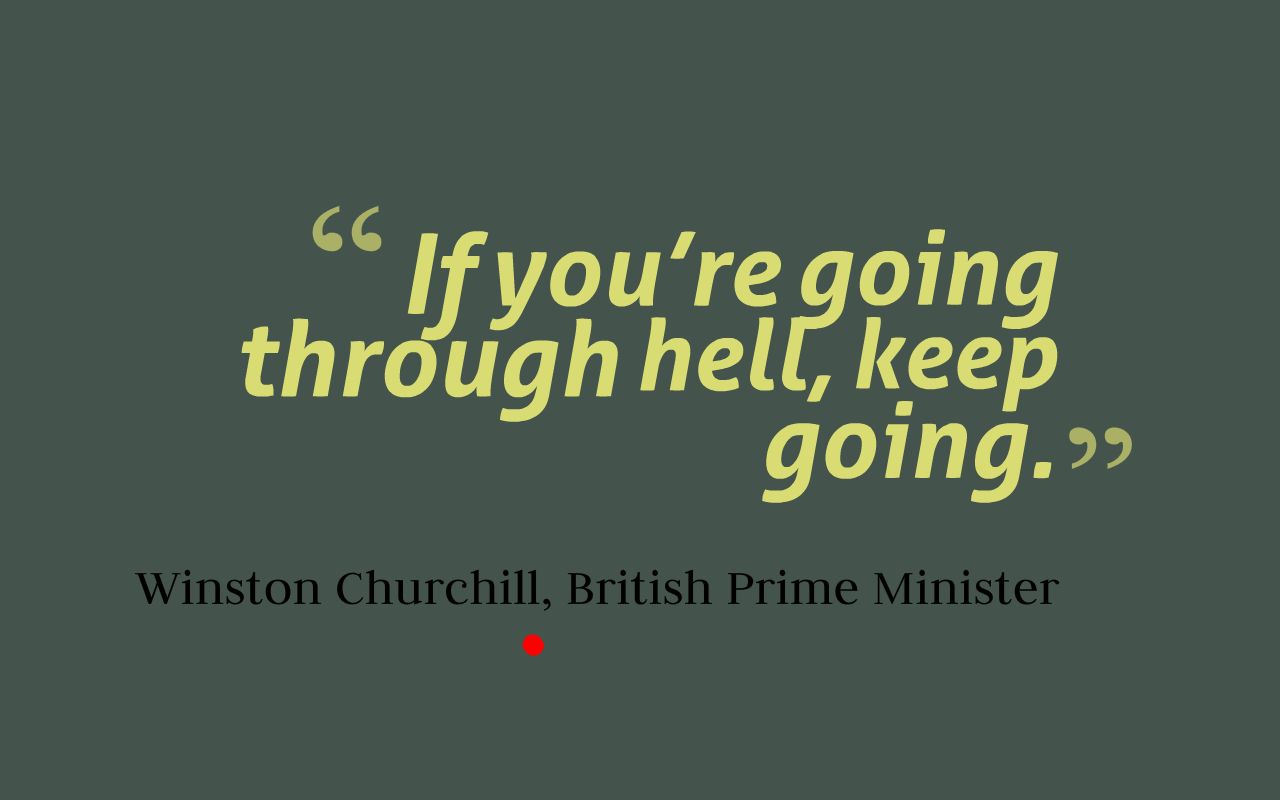 “ If you’re going
through hell, keep
going.”
Winston Churchill, British Prime Minister